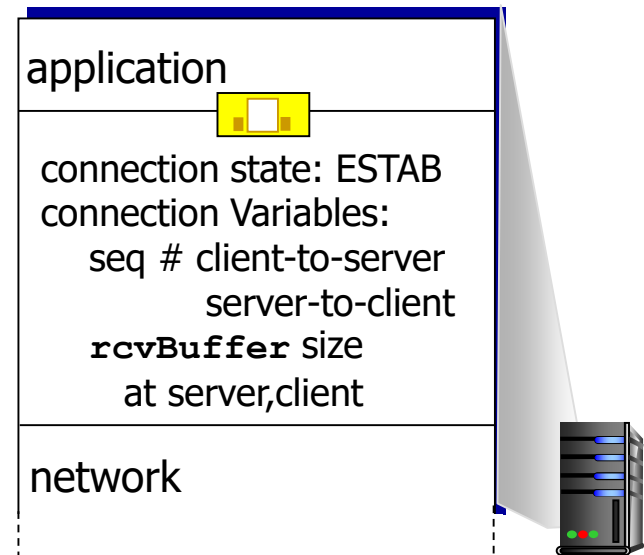 application
connection state: ESTAB
connection Variables:
seq # client-to-server
server-to-client
rcvBuffer size
at server,client
network